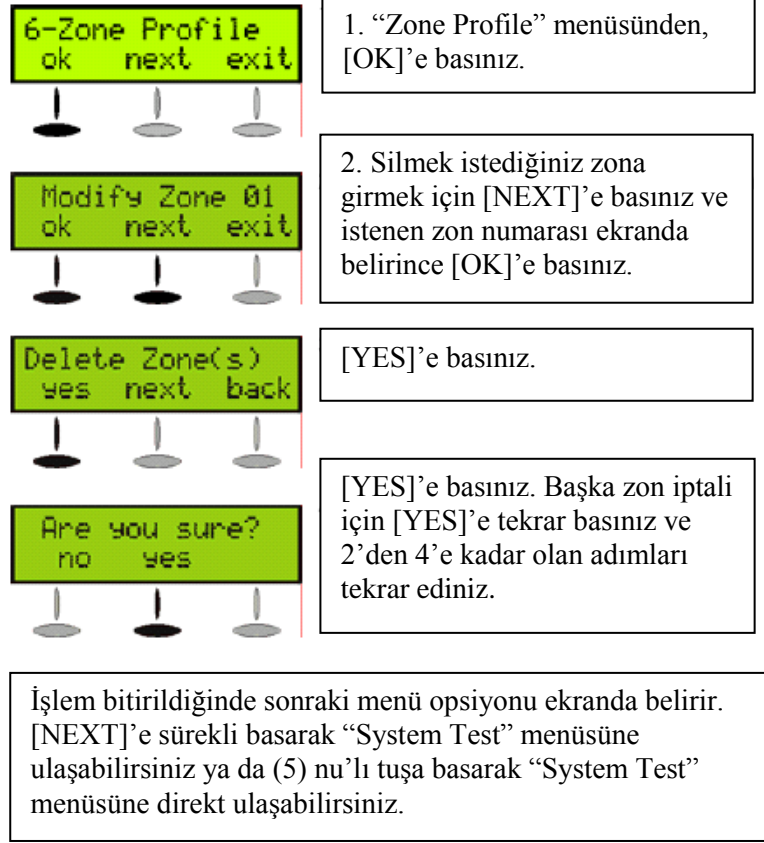 6-Zone Profile
ok next exit
1. “Zone Profile” menüsünden,
[OK]’e basınız.
Modify Zone 01
ok next exit
2. Silmek istediğiniz zona
girmek için [NEXT]’e basınız ve
istenen zon numarası ekranda
belirince [OK]’e basınız.
Delete Zone(s)
yes next back
[YES]’e basınız.
Are you sure?
no yes
[YES]’e basınız. Başka zon iptali
için [YES]’e tekrar basınız ve
2’den 4’e kadar olan adımları
tekrar ediniz.
İşlem bitirildiğinde sonraki menü opsiyonu ekranda belirir.
[NEXT]’e sürekli basarak “System Test” menüsüne
ulaşabilirsiniz ya da (5) nu’lı tuşa basarak “System Test”
menüsüne direkt ulaşabilirsiniz.